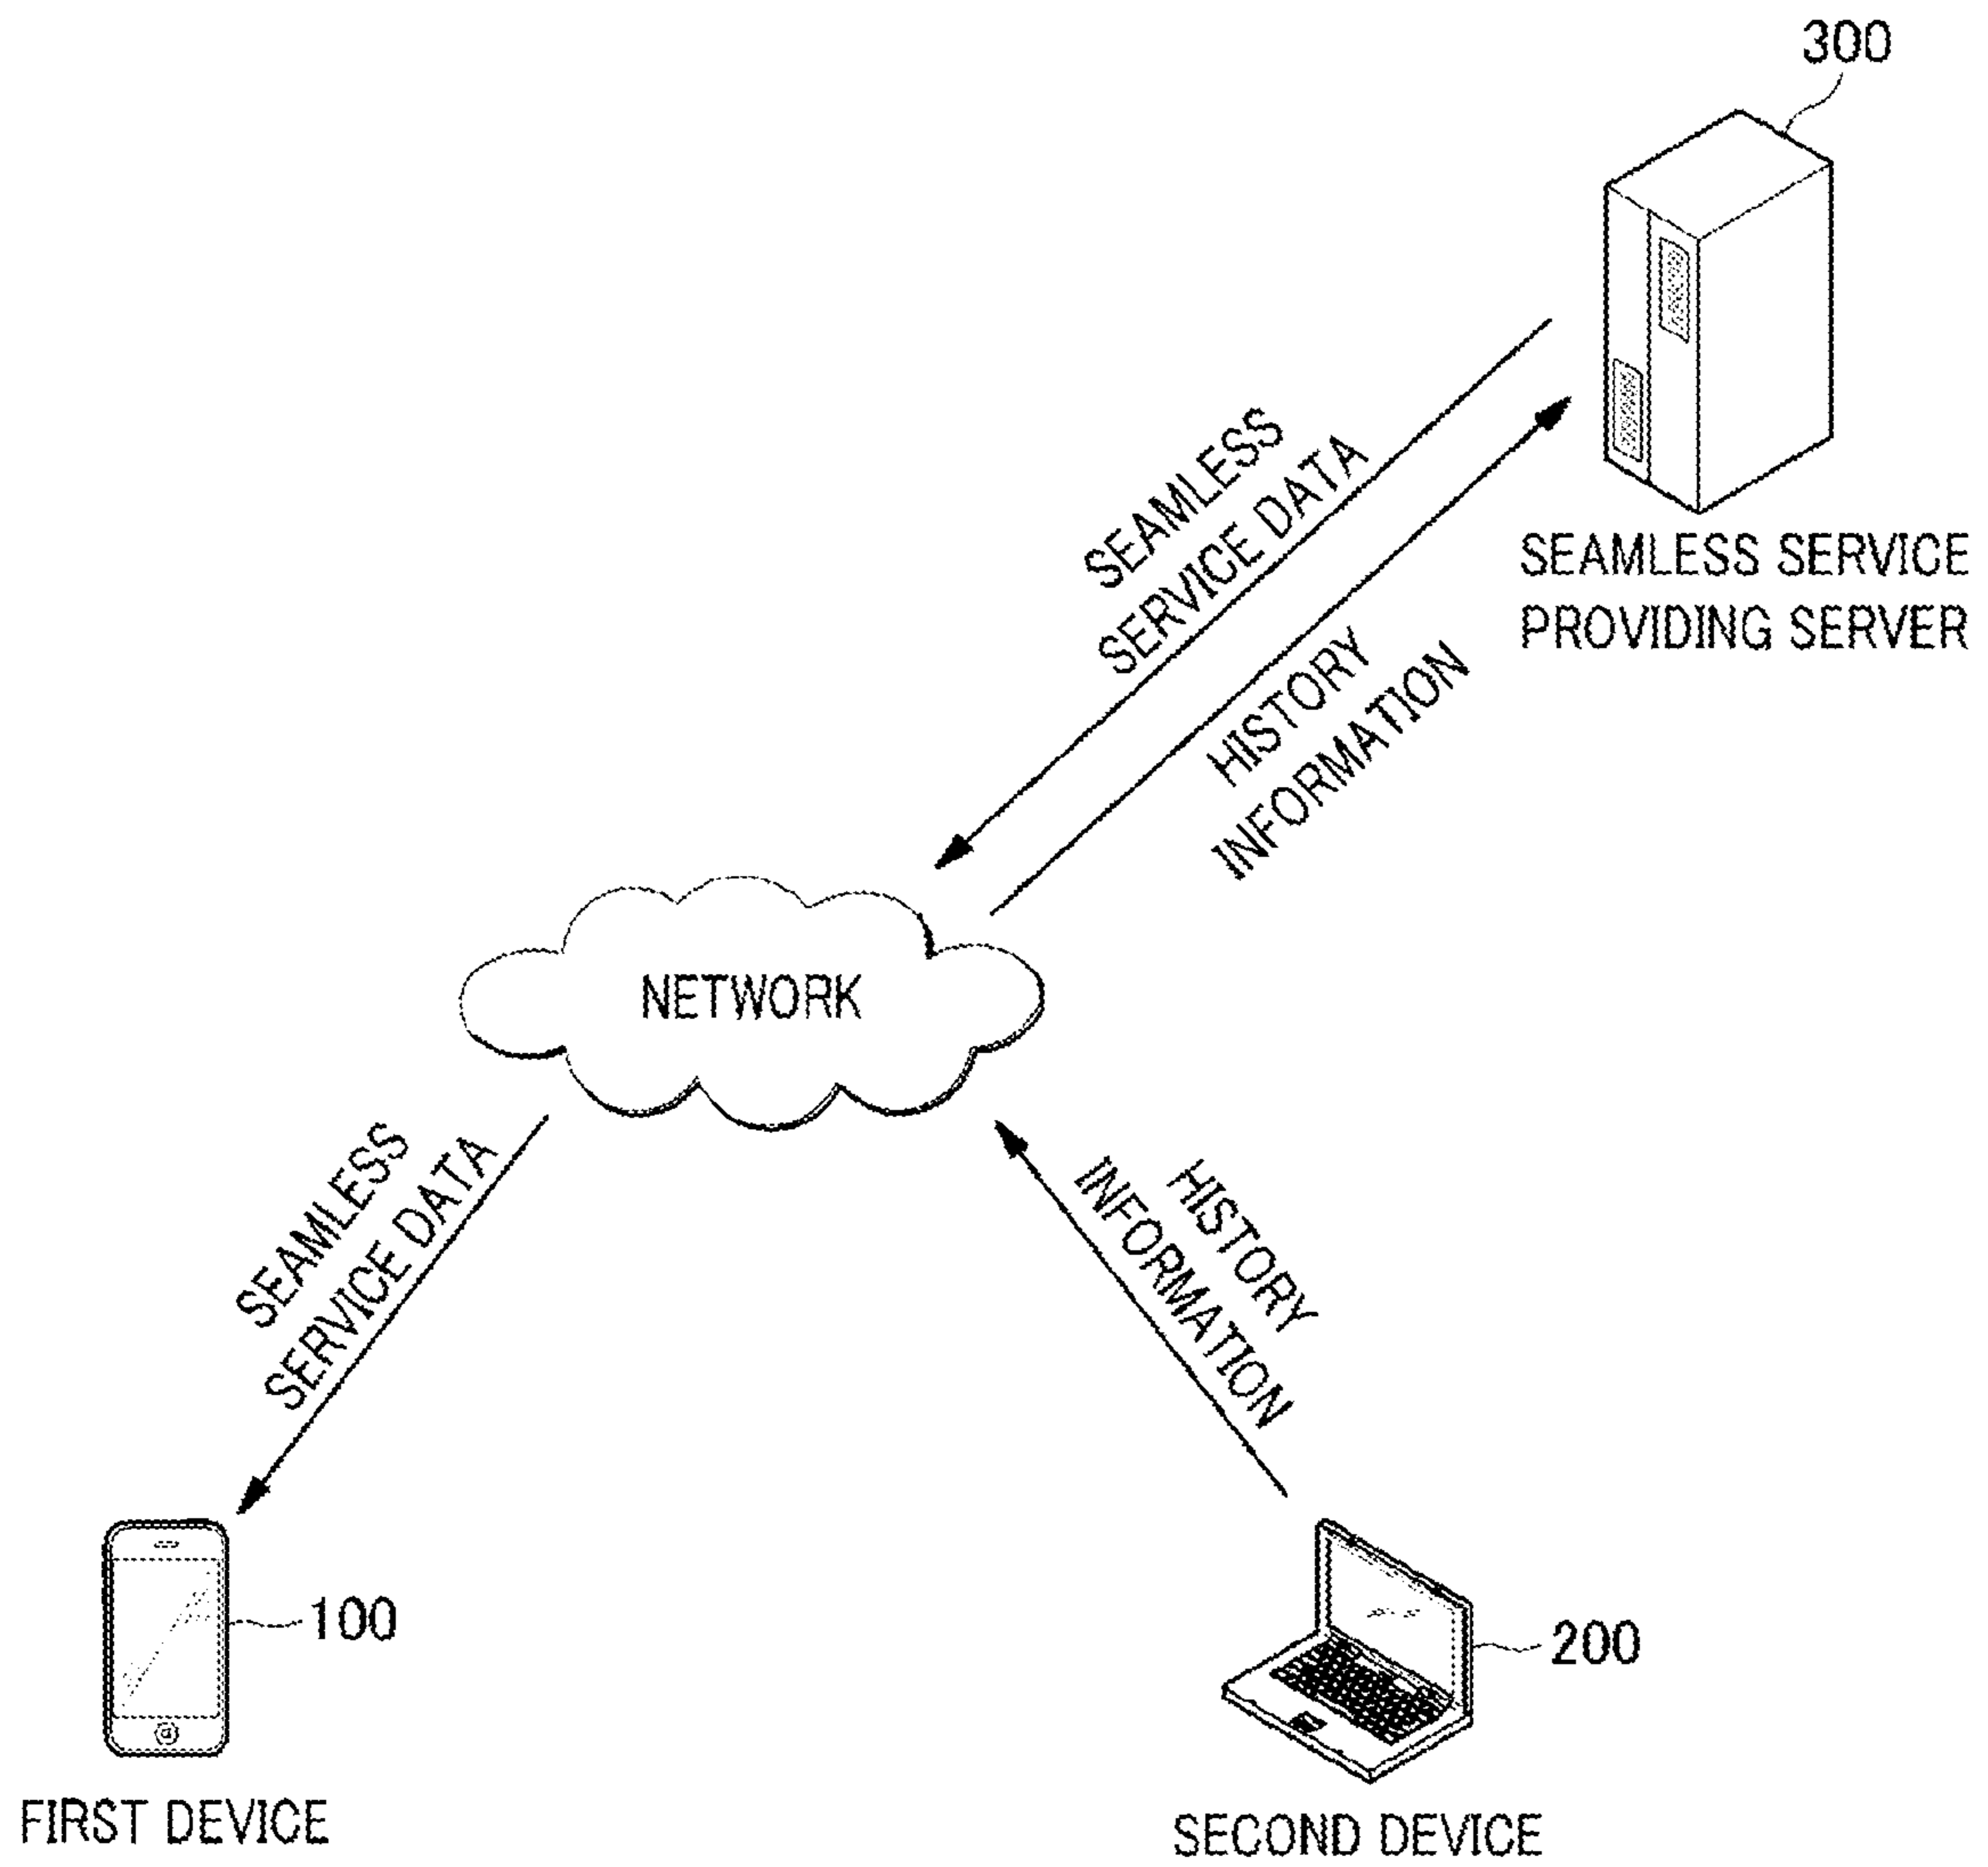 300
SEAMLESS SERVICE
PROVIDING SERVER
SEAMLESS
SERVICE DATA
HISTORY
INFORMATION
NETWORK
SEAMLESS
SERVICE DATA
HISTORY
INFORMATION
100
FIRST DEVICE
200
SECOND DEVICE